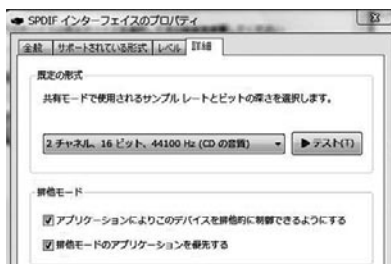 SPDIF インターフェイスのプロパティ
全般 サポートされている形式 レベル 詳細
既定の形式
共有モードで使用されるサンプル レートとビットの深さを選択します。
2 チャネル、16 ビット、44100 Hz (CD の音質) ▶テスト(T)
排他モード
アプリケーションによりこのデバイスを排他的に制御できるようにする
排他モードのアプリケーションを優先する